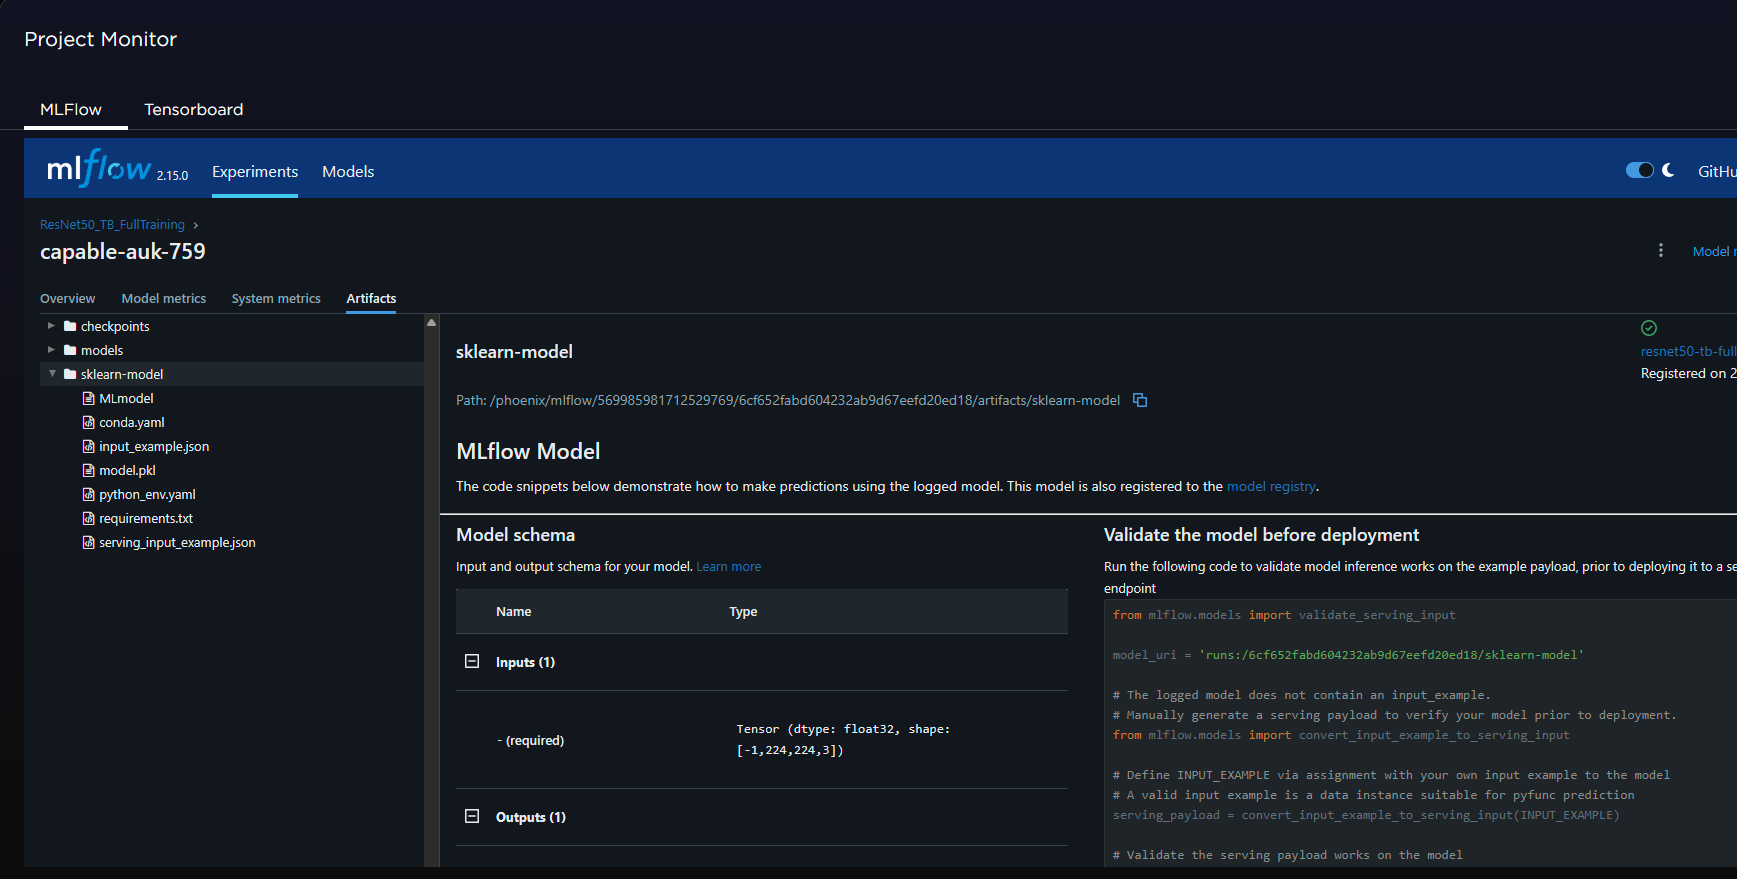 Project Monitor
MLFlow
Tensorboard
mlflow 2.15.0
Experiments
Models
GitHu
ResNet50_TB_FullTraining
capable-auk-759
Model r
Overview
Model metrics
System metrics
Artifacts
checkpoints
models
sklearn-model
MLmodel
conda.yaml
input_example.json
model.pkl
python_env.yaml
requirements.txt
serving_input_example.json
sklearn-model
resnet50-tb-full
Registered on 2
Path: /phoenix/mlflow/569985981712529769/6cf652fabd604232ab9d67eefd20ed18/artifacts/sklearn-model
MLflow Model
The code snippets below demonstrate how to make predictions using the logged model. This model is also registered to the model registry.
Model schema
Input and output schema for your model. Learn more
Name Type
Inputs (1)
- (required)
Tensor (dtype: float32, shape:
[-1,224,224,3])
Outputs (1)
Validate the model before deployment
Run the following code to validate model inference works on the example payload, prior to deploying it to a se
endpoint
from mlflow.models import validate_serving_input
model_uri = 'runs:/6cf652fabd604232ab9d67eefd20ed18/sklearn-model'
# The logged model does not contain an input_example.
# Manually generate a serving payload to verify your model prior to deployment.
from mlflow.models import convert_input_example_to_serving_input
# Define INPUT_EXAMPLE via assignment with your own input example to the model
# A valid input example is a data instance suitable for pyfunc prediction
serving_payload = convert_input_example_to_serving_input(INPUT_EXAMPLE)
# Validate the serving payload works on the model